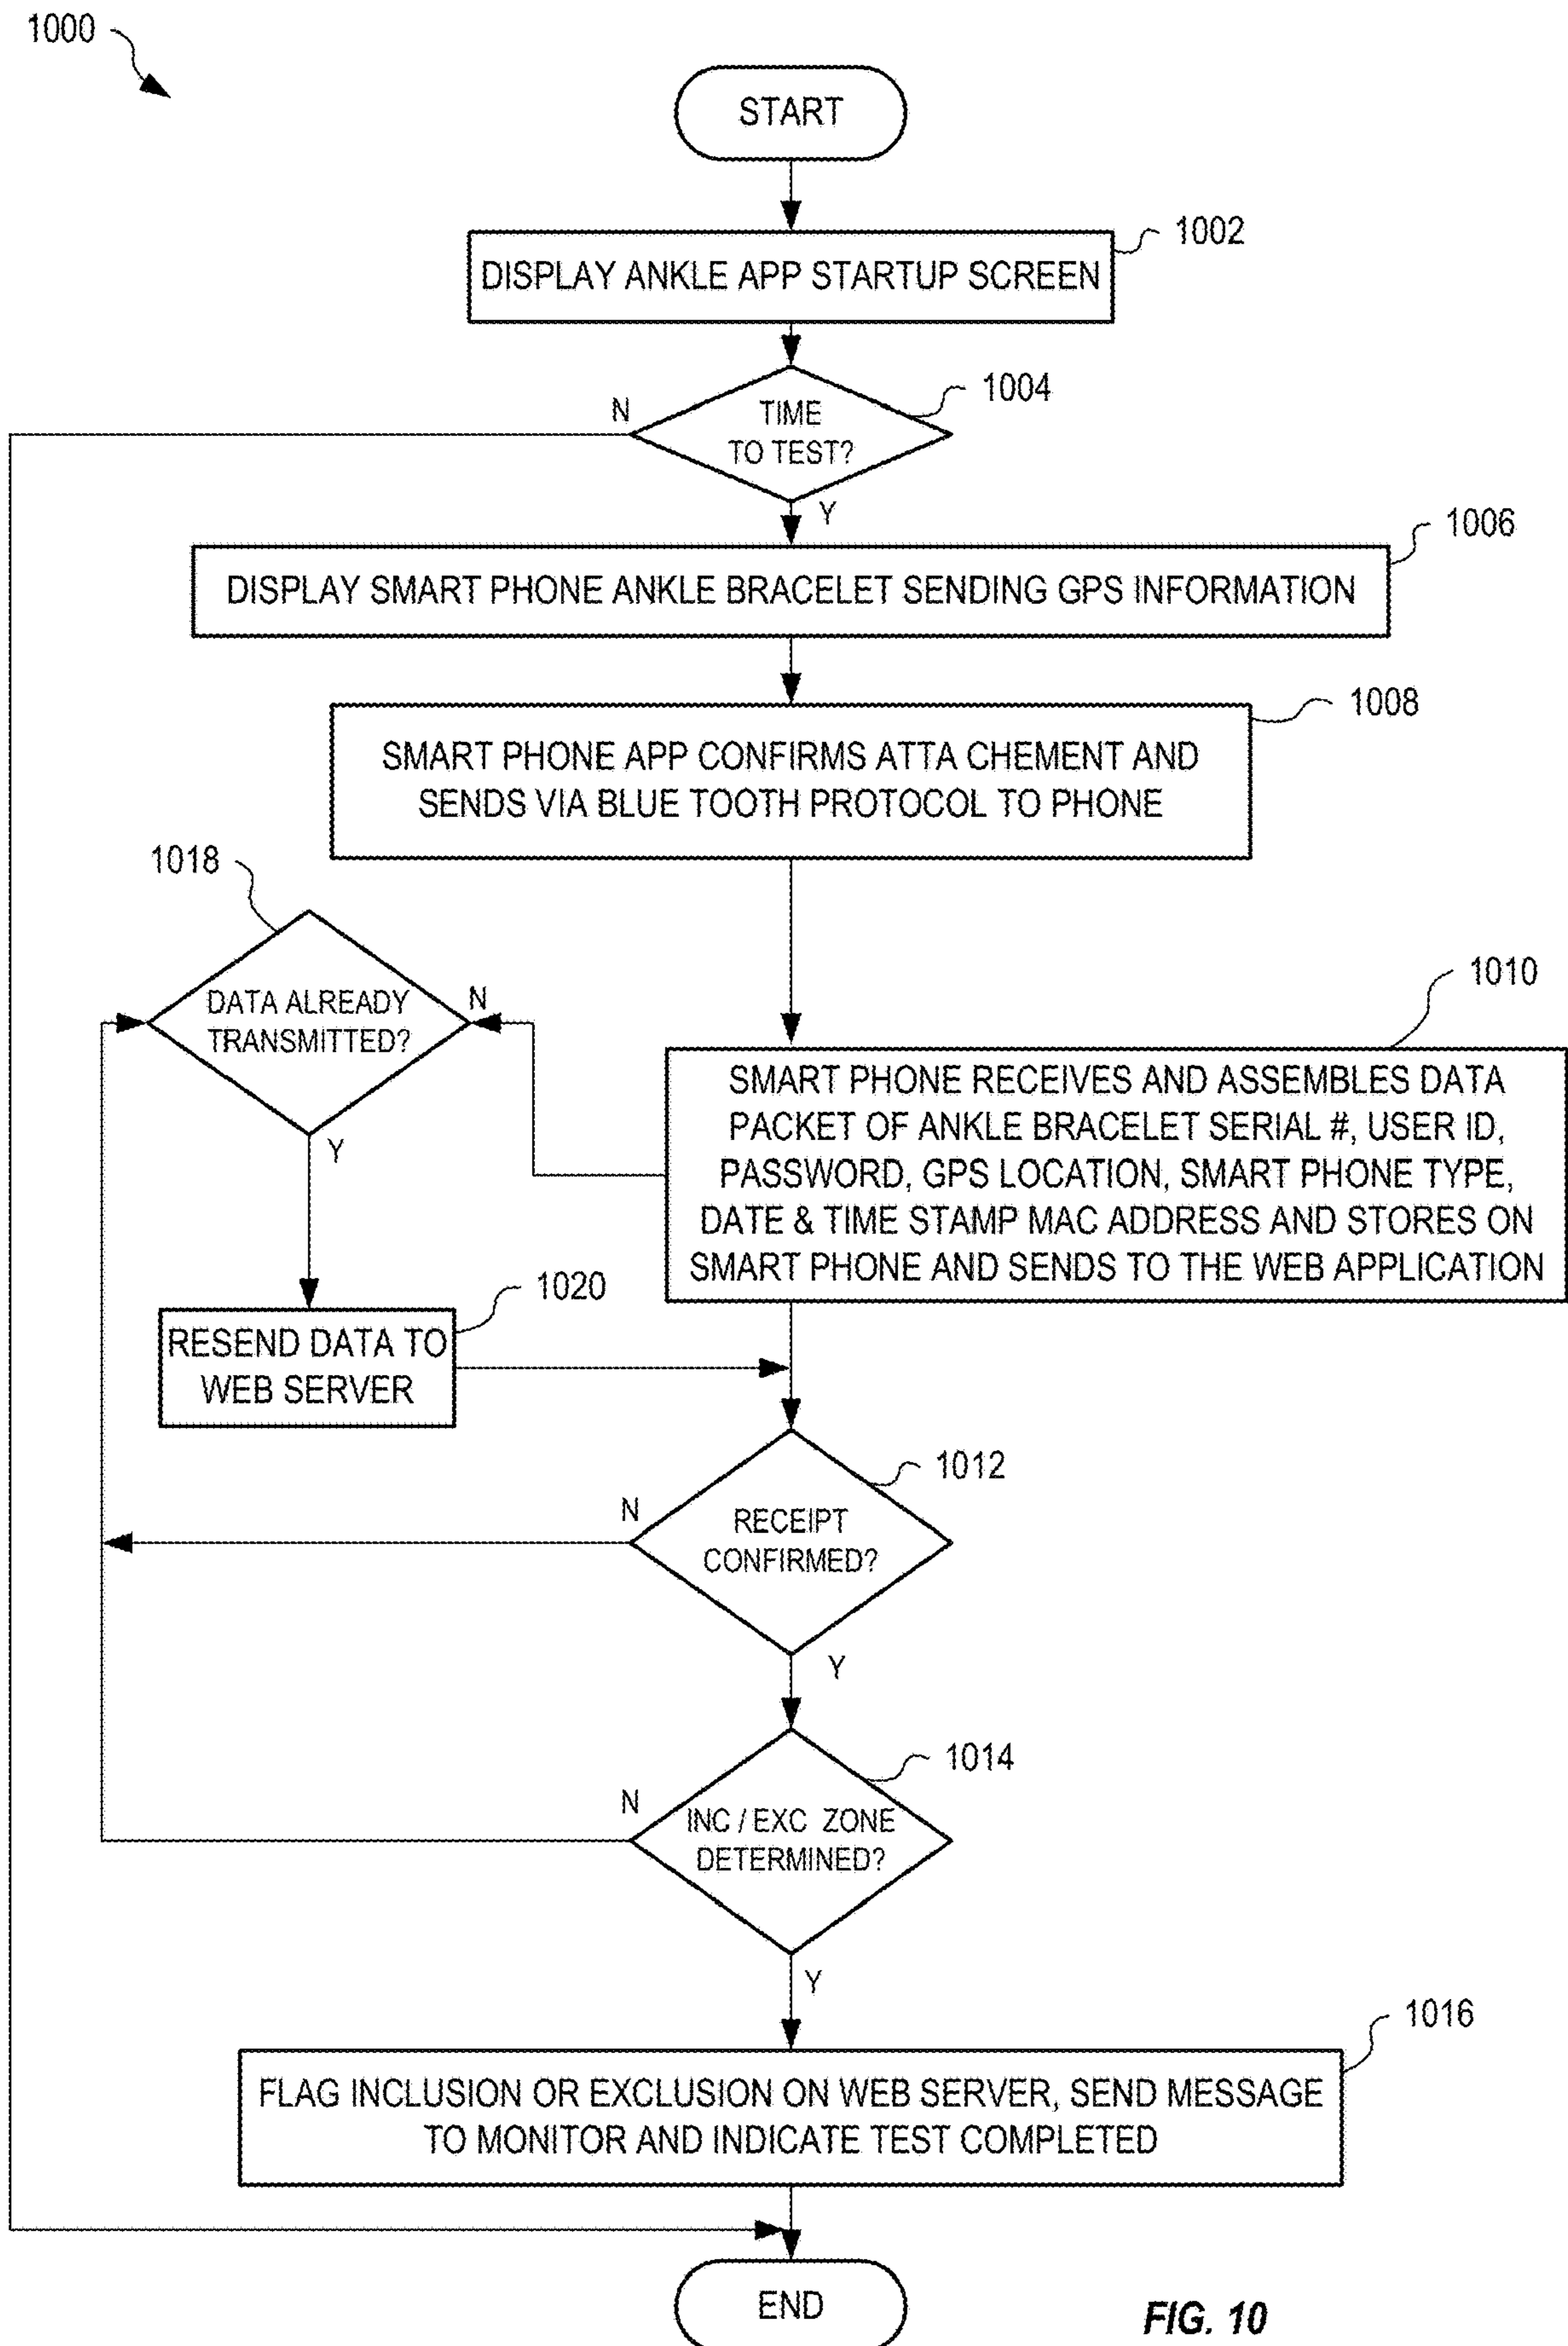 1000
START
1002
DISPLAY ANKLE APP STARTUP SCREEN
1004
N
TIME
TO TEST?
Y
1006
DISPLAY SMART PHONE ANKLE BRACELET SENDING GPS INFORMATION
1008
SMART PHONE APP CONFIRMS ATTA CHEMENT AND
SENDS VIA BLUE TOOTH PROTOCOL TO PHONE
1018
DATA ALREADY
TRANSMITTED?
N
Y
1010
SMART PHONE RECEIVES AND ASSEMBLES DATA
PACKET OF ANKLE BRACELET SERIAL #, USER ID,
PASSWORD, GPS LOCATION, SMART PHONE TYPE,
DATE & TIME STAMP MAC ADDRESS AND STORES ON
SMART PHONE AND SENDS TO THE WEB APPLICATION
1020
RESEND DATA TO
WEB SERVER
1012
N
RECEIPT
CONFIRMED?
Y
1014
N
INC / EXC ZONE
DETERMINED?
Y
1016
FLAG INCLUSION OR EXCLUSION ON WEB SERVER, SEND MESSAGE
TO MONITOR AND INDICATE TEST COMPLETED
END
FIG. 10